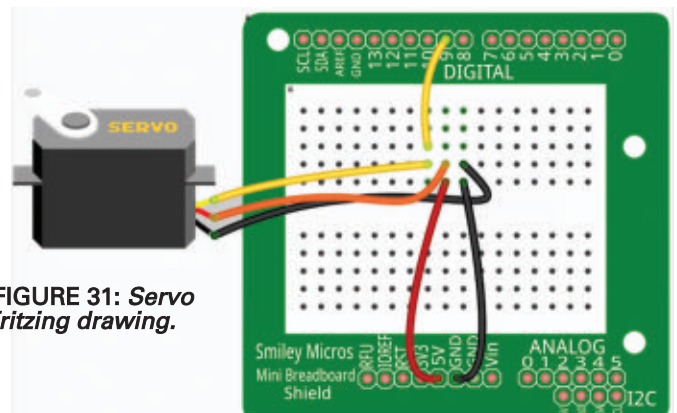 SCL SDA AREF GND 13 12 11 10 9 8 7 6 5 4 3 2 1 0
DIGITAL
SERVO
FIGURE 31: Servo
ritzing drawing.
Smiley Micros
Mini Breadboard
Shield
RFU IOREF RST 3V3 5V GND GND Vin
ANALOG
0 1 2 3 4 5
I2C